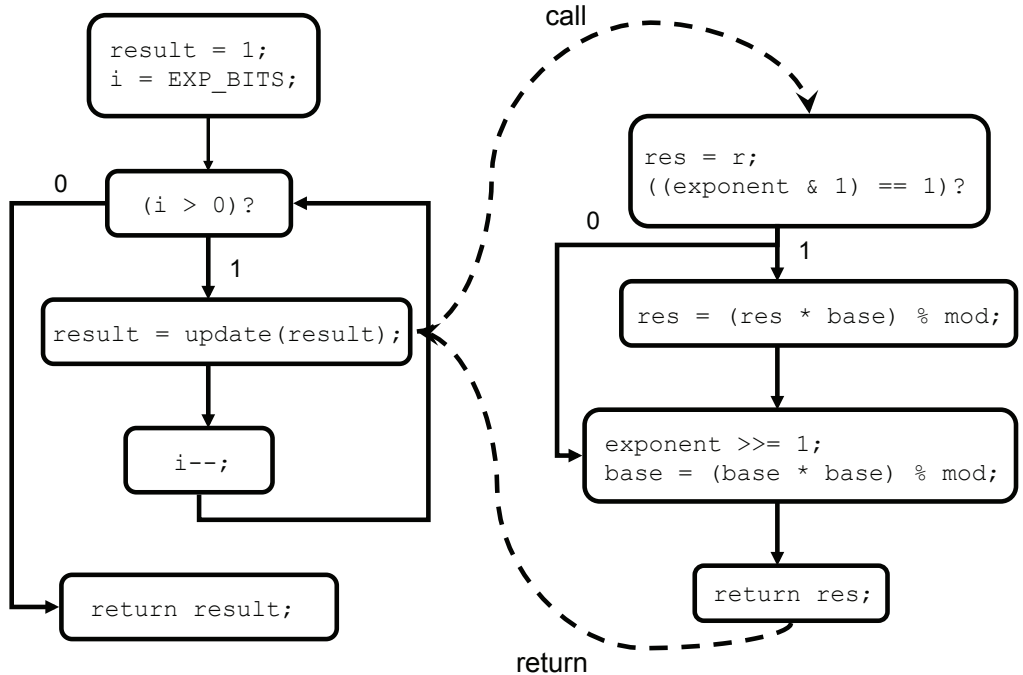 call
result = 1;
i = EXP_BITS;
0
(i > 0)?
1
result = update(result);
i--;
return result;
res = r;
((exponent & 1) == 1)?
0
1
res = (res * base) % mod;
exponent >>= 1;
base = (base * base) % mod;
return res;
return